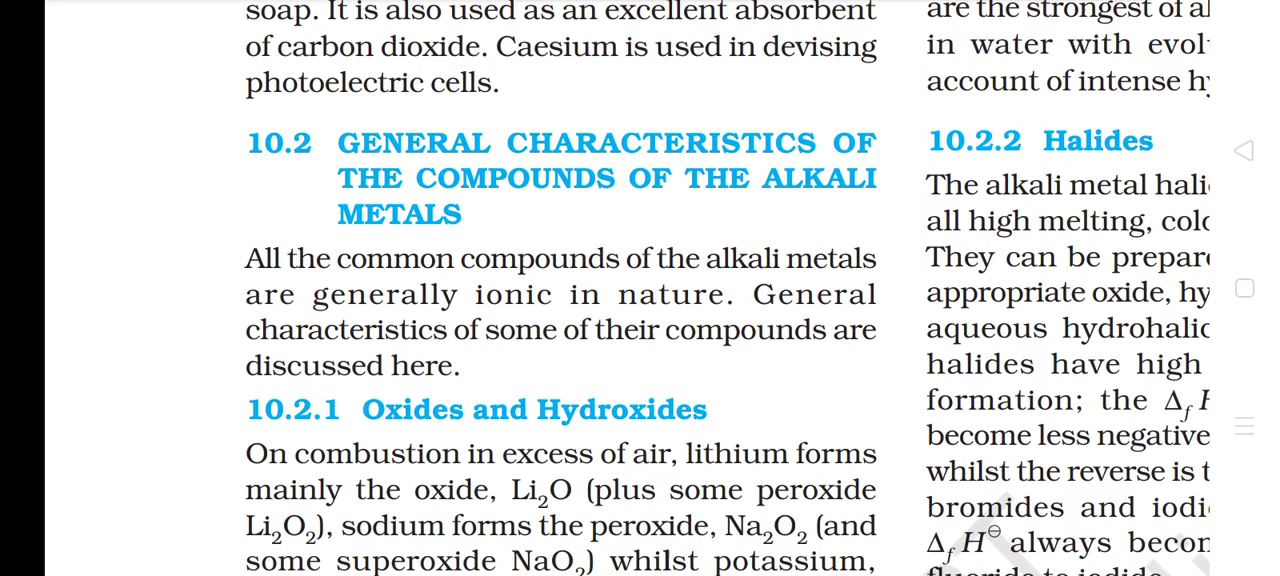 soap. It is also used as an excellent absorbent
of carbon dioxide. Caesium is used in devising
photoelectric cells.
10.2 GENERAL CHARACTERISTICS OF
THE COMPOUNDS OF THE ALKALI
METALS
All the common compounds of the alkali metals
are generally ionic in nature. General
characteristics of some of their compounds are
discussed here.
10.2.1 Oxides and Hydroxides
On combustion in excess of air, lithium forms
mainly the oxide, Li₂O (plus some peroxide
Li₂O₂), sodium forms the peroxide, Na₂O₂ (and
some superoxide NaO₂) whilst potassium,
are the strongest of
in water with
account of intense
10.2.2 Halides
The alkali metal
all high melting,
They can be
appropriate oxide,
aqueous
halides have high
formation; the Δf
become less negative
whilst the reverse is
bromides and
Δf H⊖ always
fluoride to iodide